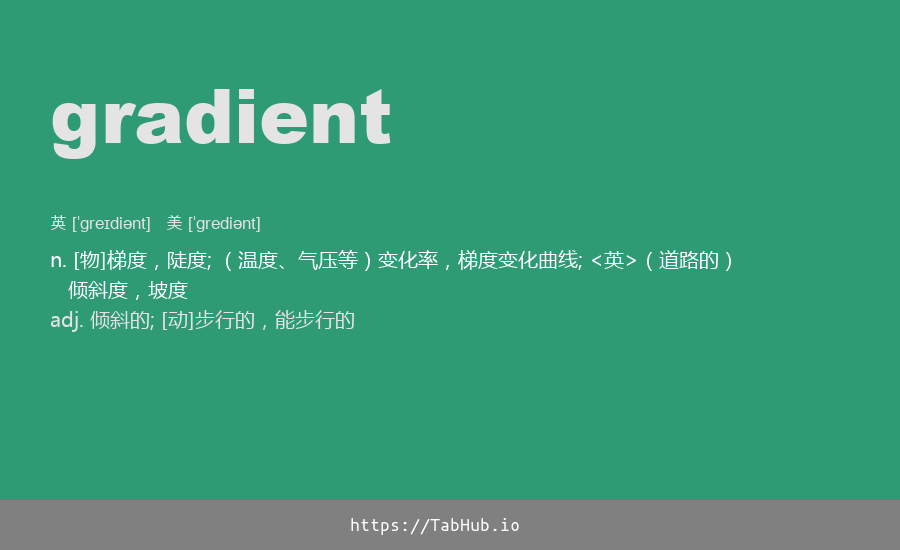 gradient
英 [ˈɡreɪdiənt] 美 [ˈɡrediənt]
n. [物]梯度，陡度; （温度、气压等）变化率，梯度变化曲线; <英>（道路的）
倾斜度，坡度
adj. 倾斜的; [动]步行的，能步行的
https://TabHub.io